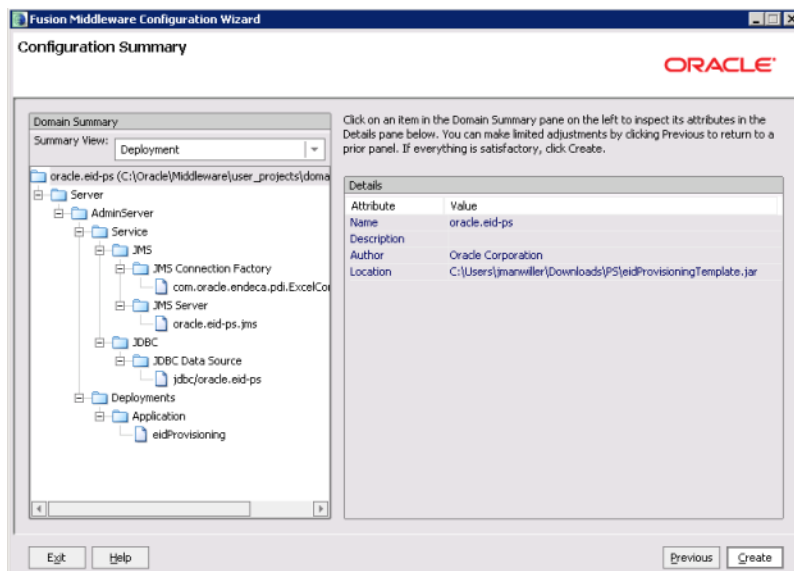 Fusion Middleware Configuration Wizard
Configuration Summary
ORACLE
Domain Summary
Summary View: Deployment
oracle.eid-ps (C:\Oracle\Middleware\user_projects\doma
Server
AdminServer
Service
JMS
JMS Connection Factory
com.oracle.endeca.pdi.ExcelCo
JMS Server
oracle.eid-ps.jms
JDBC
JDBC Data Source
jdbc/oracle.eid-ps
Deployments
Application
eidProvisioning
Click on an item in the Domain Summary pane on the left to inspect its attributes in the
Details pane below. You can make limited adjustments by clicking Previous to return to a
prior panel. If everything is satisfactory, click Create.
Details
Attribute Value
Name oracle.eid-ps
Description
Author Oracle Corporation
Location C:\Users\jmanwiller\Downloads\PS\eidProvisioningTemplate.jar
Exit Help Previous Create